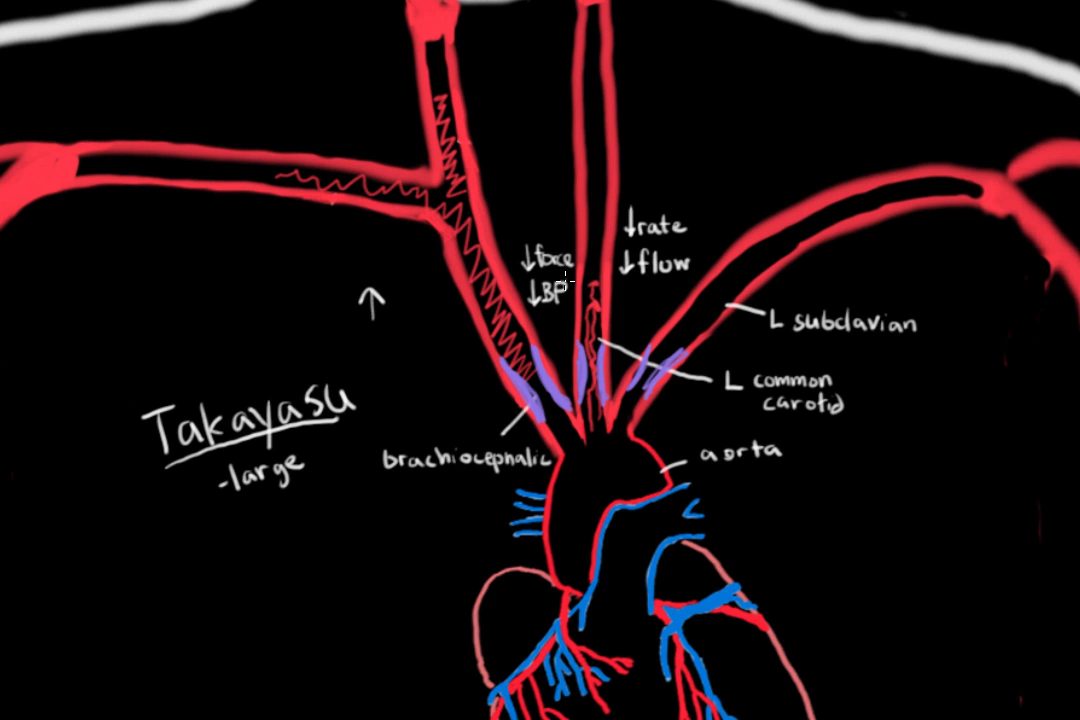 ↓rate
↓force
↓flow
↓BP
↑
L subclavian
Takayasu
-large
L common
carotid
brachiocephalic
aorta